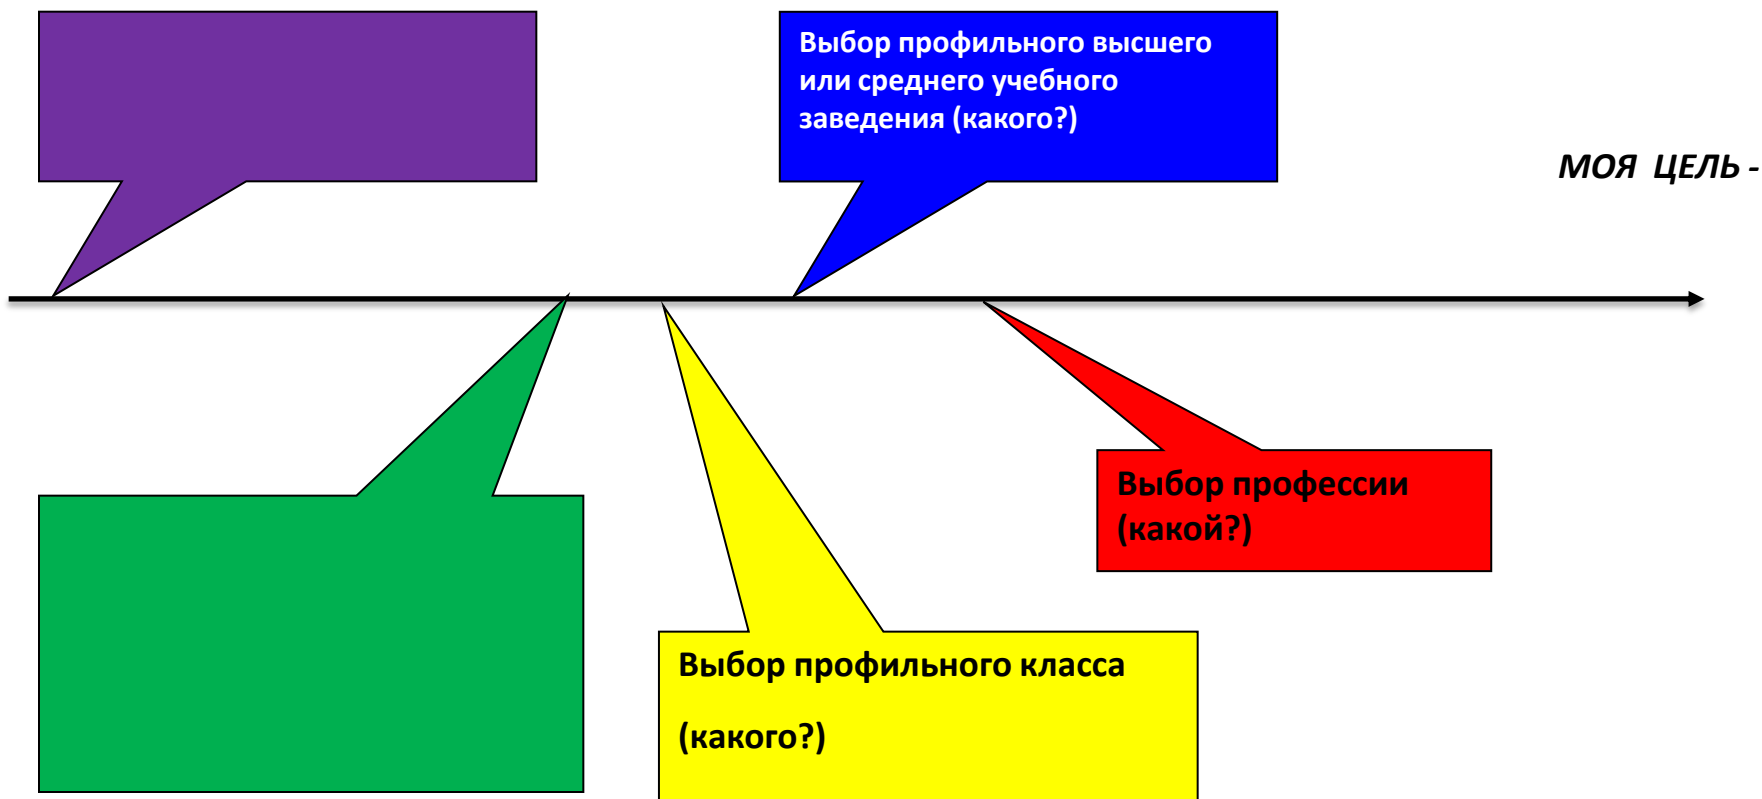 Выбор профильного высшего
или среднего учебного
заведения (какого?)
МОЯ ЦЕЛЬ -
Выбор профессии
(какой?)
Выбор профильного класса
(какого?)